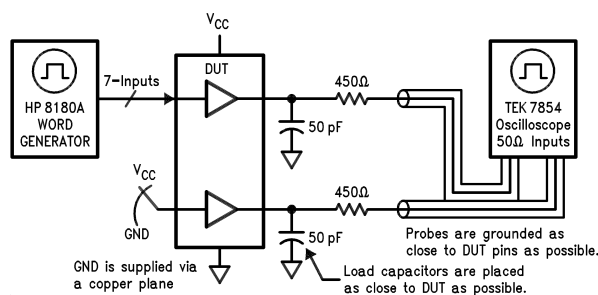 V_CC
HP 8180A
WORD
GENERATOR
7-Inputs
DUT
450Ω
50 pF
TEK 7854
Oscilloscope
50Ω Inputs
V_CC
GND
450Ω
50 pF
Probes are grounded as
close to DUT pins as possible.
GND is supplied via
a copper plane
Load capacitors are placed
as close to DUT as possible.